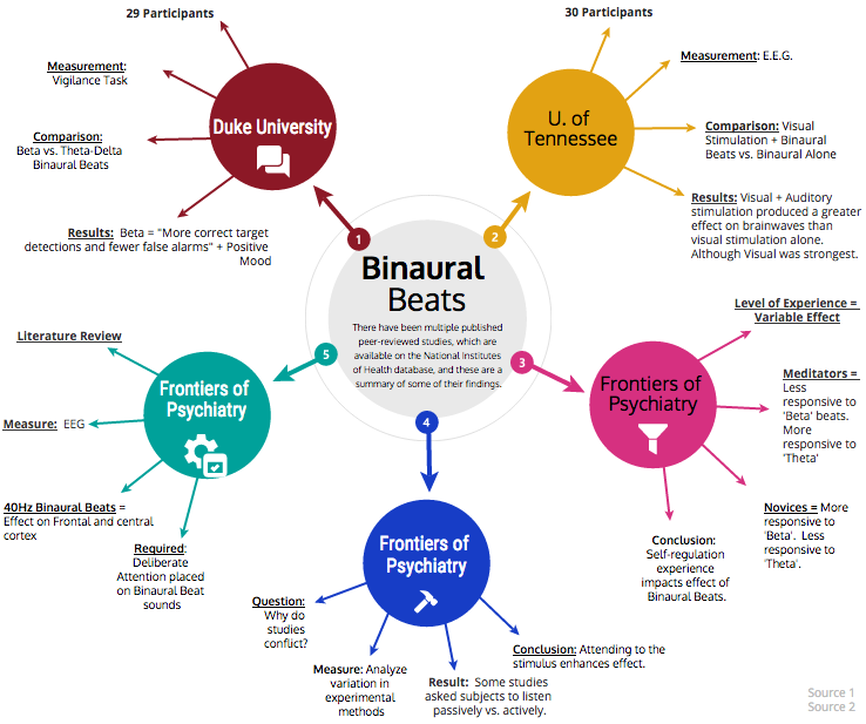 Binaural
Beats
There have been multiple published
peer-reviewed studies, which are
available on the National Institutes
of Health database, and these are a
summary of some of their findings.
1
Duke University
29 Participants
Measurement:
Vigilance Task
Comparison:
Beta vs. Theta-Delta
Binaural Beats
Results: Beta = "More correct target
detections and fewer false alarms" + Positive
Mood
2
U. of
Tennessee
30 Participants
Measurement: E.E.G.
Comparison: Visual
Stimulation + Binaural
Beats vs. Binaural Alone
Results: Visual + Auditory
stimulation produced a greater
effect on brainwaves than
visual stimulation alone.
Although Visual was strongest.
3
Frontiers of
Psychiatry
Level of Experience =
Variable Effect
Meditators =
Less
responsive to
'Beta' beats.
More
responsive to
'Theta'
Novices = More
responsive to
'Beta'. Less
responsive to
'Theta'.
Conclusion:
Self-regulation
experience
impacts effect of
Binaural Beats.
4
Frontiers of
Psychiatry
Question:
Why do
studies
conflict?
Measure: Analyze
variation in
experimental
methods
Result: Some studies
asked subjects to listen
passively vs. actively.
Conclusion: Attending to the
stimulus enhances effect.
5
Frontiers of
Psychiatry
Literature Review
Measure: EEG
40Hz Binaural Beats =
Effect on Frontal and central
cortex
Required:
Deliberate
Attention placed
on Binaural Beat
sounds
Source 1
Source 2